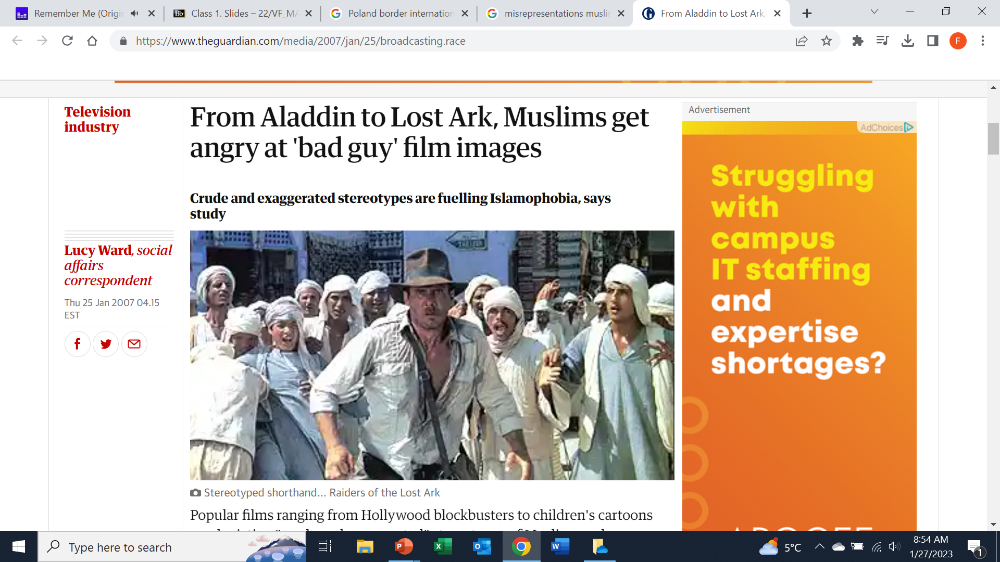 Remember Me (Origin
Class 1. Slides – 22/VF_MA
Poland border internation
misrepresentations muslim
From Aladdin to Lost Ark,
https://www.theguardian.com/media/2007/jan/25/broadcasting.race
F
Television
industry
From Aladdin to Lost Ark, Muslims get
angry at 'bad guy' film images
Crude and exaggerated stereotypes are fuelling Islamophobia, says
study
Lucy Ward, social
affairs
correspondent
Thu 25 Jan 2007 04.15
EST
Stereotyped shorthand... Raiders of the Lost Ark
Popular films ranging from Hollywood blockbusters to children's cartoons
Advertisement
AdChoices
Struggling
with
campus
IT staffing
and
expertise
shortages?
Type here to search
5°C
8:54 AM
1/27/2023
1